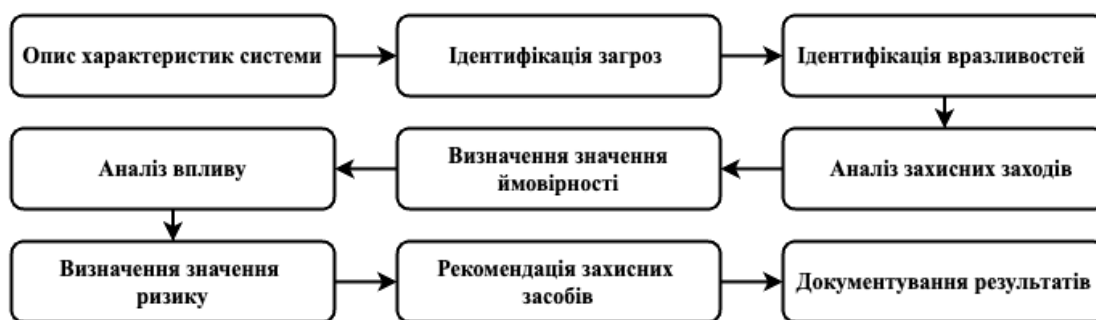 Опис характеристик системи
Ідентифікація загроз
Ідентифікація вразливостей
Аналіз захисних заходів
Визначення значення
ймовірності
Аналіз впливу
Визначення значення
ризику
Рекомендація захисних
засобів
Документування результатів